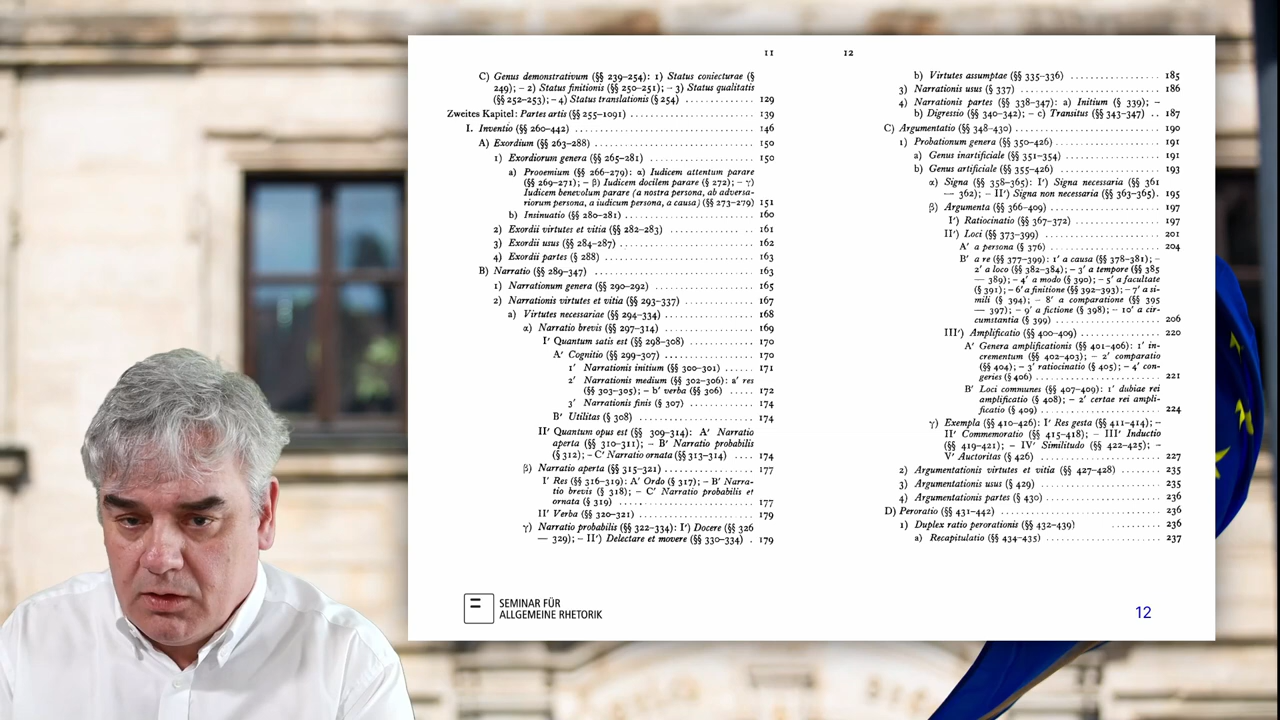 11
C) Genus demonstrativum (§§ 239–254): 1) Status coniecturae (§
249); – 2) Status finitionis (§§ 250–251); – 3) Status qualitatis
(§§ 252–253); – 4) Status translationis (§ 254) ................ 129
Zweites Kapitel: Partes artis (§§ 255–1091) ................ 139
I. Inventio (§§ 260–442) ................ 146
A) Exordium (§§ 263–288) ................ 150
1) Exordiorum genera (§§ 265–281) ................ 150
a) Prooemium (§§ 266–279): α) Iudicem attentum parare
(§§ 269–271); – β) Iudicem docilem parare (§ 272); – γ)
Iudicem benevolum parare (a nostra persona, ab adversa-
riorum persona, a iudicum persona, a causa) (§§ 273–279) 151
b) Insinuatio (§§ 280–281) ................ 160
2) Exordii virtutes et vitia (§§ 282–283) ................ 161
3) Exordii usus (§§ 284–287) ................ 162
4) Exordii partes (§ 288) ................ 163
B) Narratio (§§ 289–347) ................ 163
1) Narrationum genera (§§ 290–292) ................ 165
2) Narrationis virtutes et vitia (§§ 293–337) ................ 167
a) Virtutes necessariae (§§ 294–334) ................ 168
α) Narratio brevis (§§ 297–314) ................ 169
I' Quantum satis est (§§ 298–308) ................ 170
A' Cognitio (§§ 299–307) ................ 170
1' Narrationis initium (§§ 300–301) ...... 171
2' Narrationis medium (§§ 302–306): a' res
(§§ 303–305); – b' verba (§ 306) ...... 172
3' Narrationis finis (§ 307) ................ 174
B' Utilitas (§ 308) ................ 174
II' Quantum opus est (§§ 309–314): A' Narratio
aperta (§§ 310–311); – B' Narratio probabilis
(§ 312); – C' Narratio ornata (§§ 313–314) ...... 174
β) Narratio aperta (§§ 315–321) ................ 177
I' Res (§§ 316–319): A' Ordo (§ 317); – B' Narra-
tio brevis (§ 318); – C' Narratio probabilis et
ornata (§ 319) ................ 177
II' Verba (§§ 320–321) ................ 179
γ) Narratio probabilis (§§ 322–334): I') Docere (§§ 326
— 329); – II') Delectare et movere (§§ 330–334) . 179
12
b) Virtutes assumptae (§§ 335–336) ................ 185
3) Narrationis usus (§ 337) ................ 186
4) Narrationis partes (§§ 338–347): a) Initium (§ 339); –
b) Digressio (§§ 340–342); – c) Transitus (§§ 343–347) .. 187
C) Argumentatio (§§ 348–430) ................ 190
1) Probationum genera (§§ 350–426) ................ 191
a) Genus inartificiale (§§ 351–354) ................ 191
b) Genus artificiale (§§ 355–426) ................ 193
α) Signa (§§ 358–365): I') Signa necessaria (§§ 361
— 362); – II') Signa non necessaria (§§ 363–365). 195
β) Argumenta (§§ 366–409) ................ 197
I') Ratiocinatio (§§ 367–372) ................ 197
II') Loci (§§ 373–399) ................ 201
A' a persona (§ 376) ................ 204
B' a re (§§ 377–399): 1' a causa (§§ 378–381); –
2' a loco (§§ 382–384); – 3' a tempore (§§ 385
— 389); – 4' a modo (§ 390); – 5' a facultate
(§ 391); – 6' a finitione (§§ 392–393); – 7' a si-
mili (§ 394); – 8' a comparatione (§§ 395
— 397); – 9' a fictione (§ 398); – 10' a cir-
cumstantia (§ 399) ................ 206
III') Amplificatio (§§ 400–409) ................ 220
A' Genera amplificationis (§§ 401–406): 1' in-
crementum (§§ 402–403); – 2' comparatio
(§§ 404); – 3' ratiocinatio (§ 405); – 4' con-
geries (§ 406) ................ 221
B' Loci communes (§§ 407–409): 1' dubiae rei
amplificatio (§ 408); – 2' certae rei ampli-
ficatio (§ 409) ................ 224
γ) Exempla (§§ 410–426): I' Res gesta (§§ 411–414); –
II' Commemoratio (§§ 415–418); – III' Inductio
(§§ 419–421); – IV' Similitudo (§§ 422–425); –
V' Auctoritas (§ 426) ................ 227
2) Argumentationis virtutes et vitia (§§ 427–428) ...... 235
3) Argumentationis usus (§ 429) ................ 235
4) Argumentationis partes (§ 430) ................ 236
D) Peroratio (§§ 431–442) ................ 236
1) Duplex ratio perorationis (§§ 432–439) ...... 236
a) Recapitulatio (§§ 434–435) ................ 237
SEMINAR FÜR
ALLGEMEINE RHETORIK
12